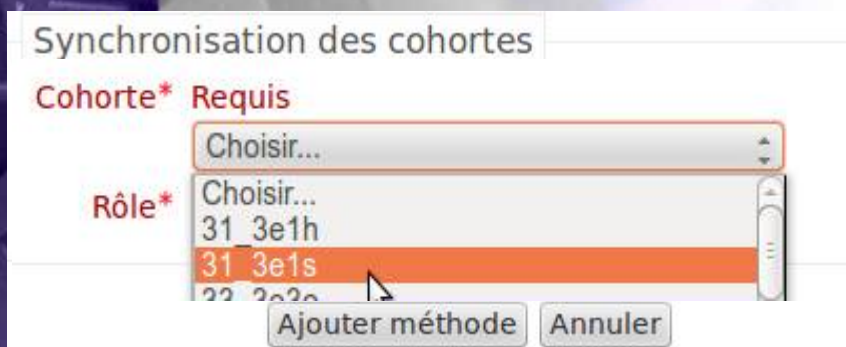 Synchronisation des cohortes
Cohorte* Requis
Choisir...
Rôle* Choisir...
31_3e1h
31_3e1s
Ajouter méthode Annuler